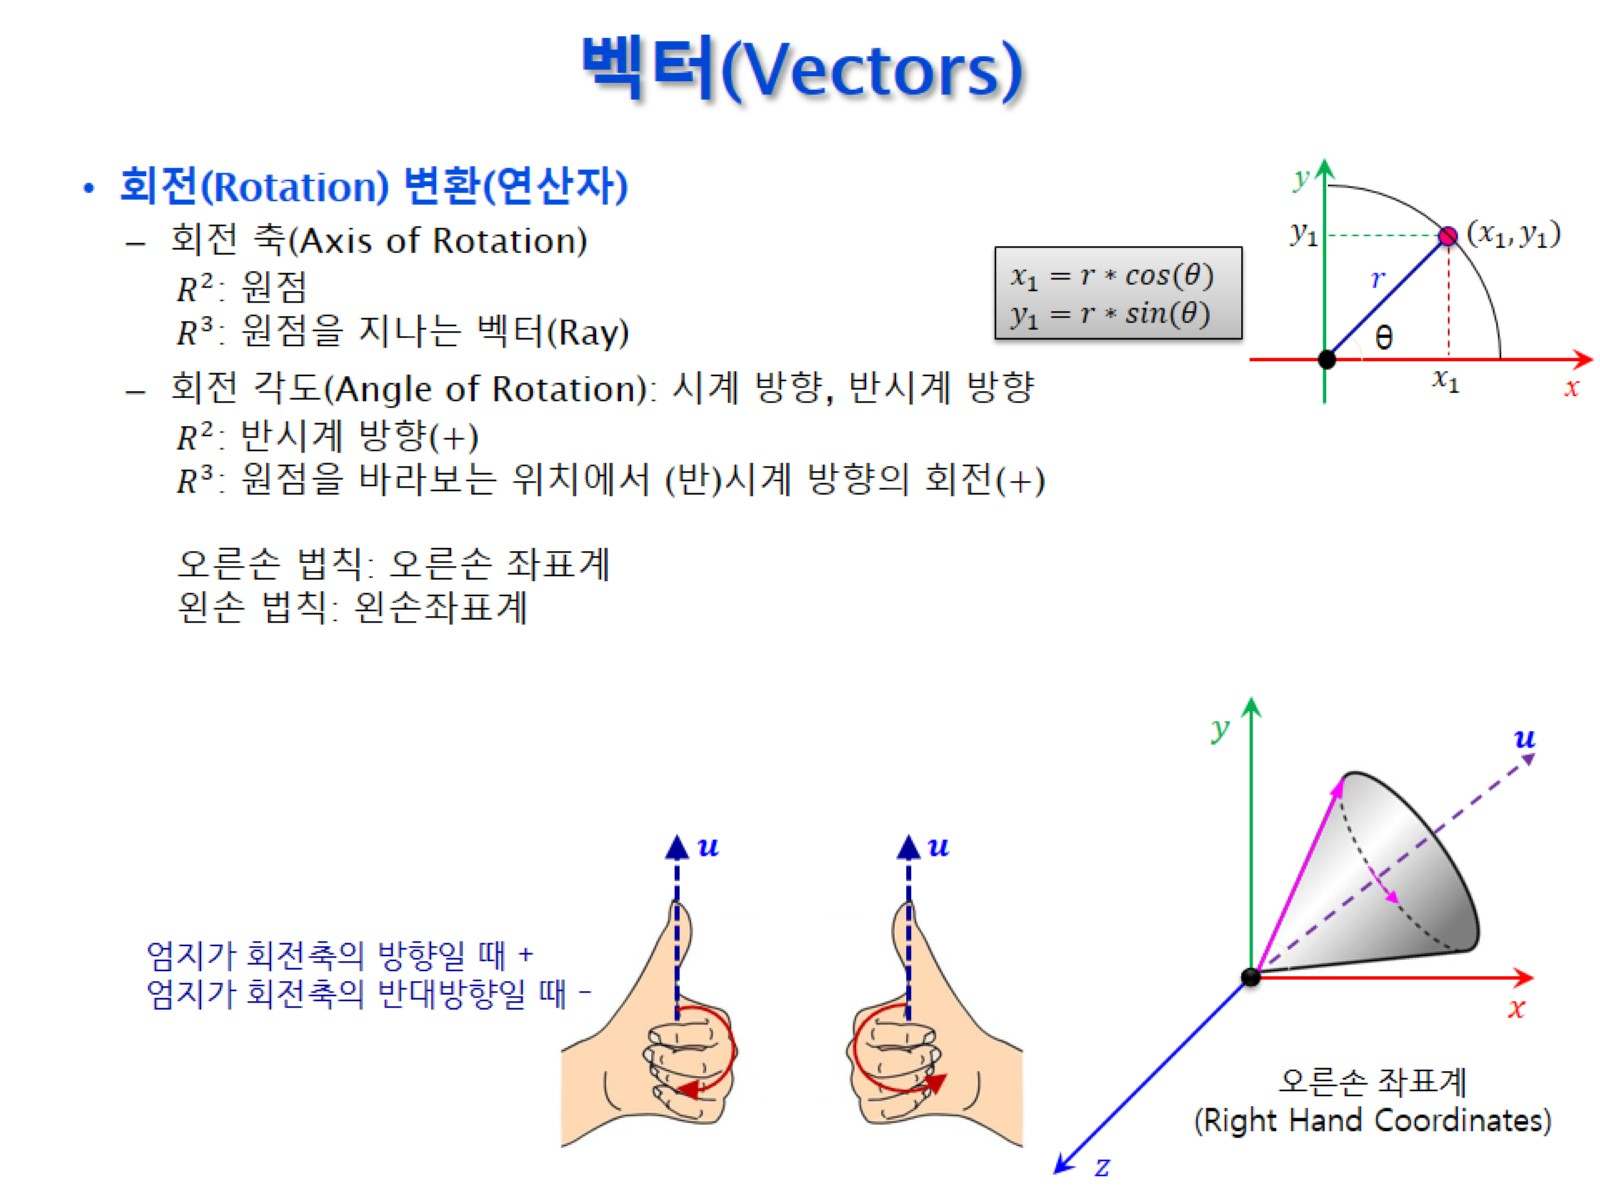 벡터(Vectors)
• 회전(Rotation) 변환(연산자)
– 회전 축(Axis of Rotation)
R²: 원점
R³: 원점을 지나는 벡터(Ray)
– 회전 각도(Angle of Rotation): 시계 방향, 반시계 방향
R²: 반시계 방향(+)
R³: 원점을 바라보는 위치에서 (반)시계 방향의 회전(+)
오른손 법칙: 오른손 좌표계
왼손 법칙: 왼손좌표계
x₁ = r * cos(θ)
y₁ = r * sin(θ)
y
y₁
(x₁, y₁)
r
θ
x₁
x
엄지가 회전축의 방향일 때 +
엄지가 회전축의 반대방향일 때 -
u
u
y
u
x
z
오른손 좌표계
(Right Hand Coordinates)